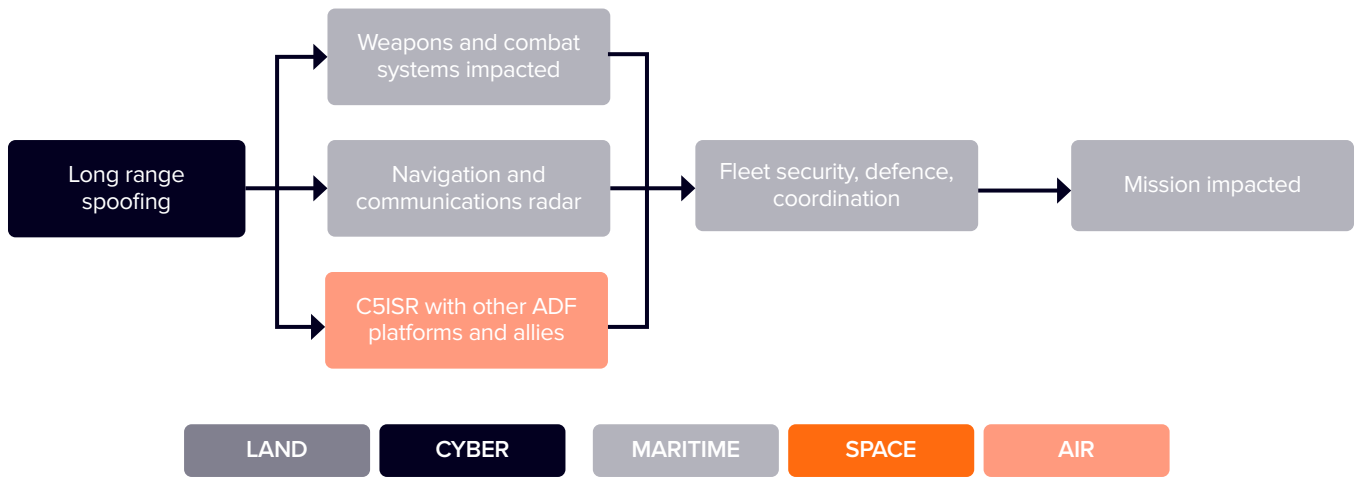 Weapons and combat
systems impacted
Long range
spoofing
Navigation and
communications radar
Fleet security, defence,
coordination
Mission impacted
C5ISR with other ADF
platforms and allies
LAND
CYBER
MARITIME
SPACE
AIR